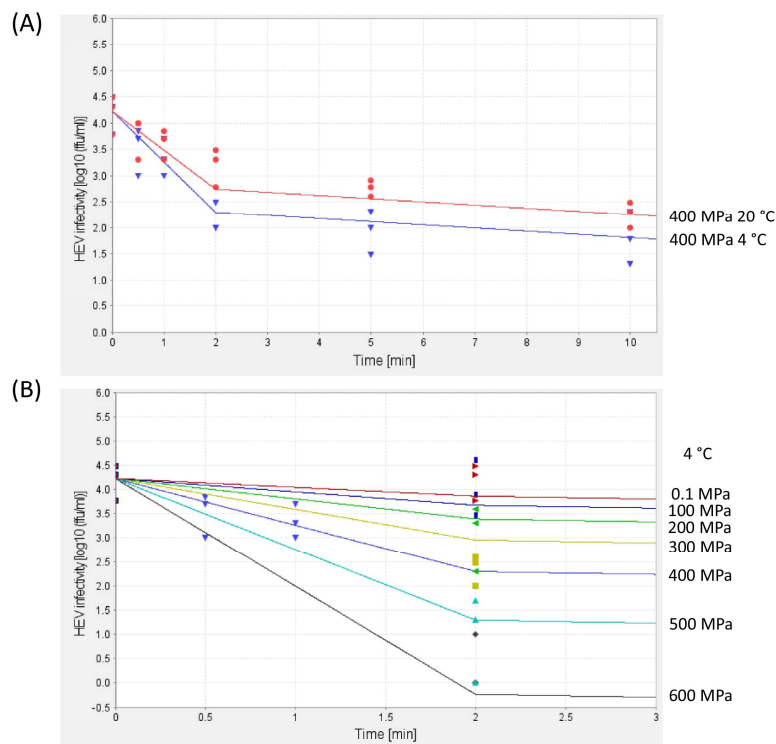 (A)
HEV infectivity [log10 (ffu/ml)]
6.0
5.5
5.0
4.5
4.0
3.5
3.0
2.5
2.0
1.5
1.0
0.5
0.0
0 1 2 3 4 5 6 7 8 9 10
Time [min]
400 MPa 20 °C
400 MPa 4 °C
(B)
HEV infectivity [log10 (ffu/ml)]
6.0
5.5
5.0
4.5
4.0
3.5
3.0
2.5
2.0
1.5
1.0
0.5
0.0
-0.5
0 0.5 1 2 2 3
Time [min]
4 °C
0.1 MPa
100 MPa
200 MPa
300 MPa
400 MPa
500 MPa
600 MPa